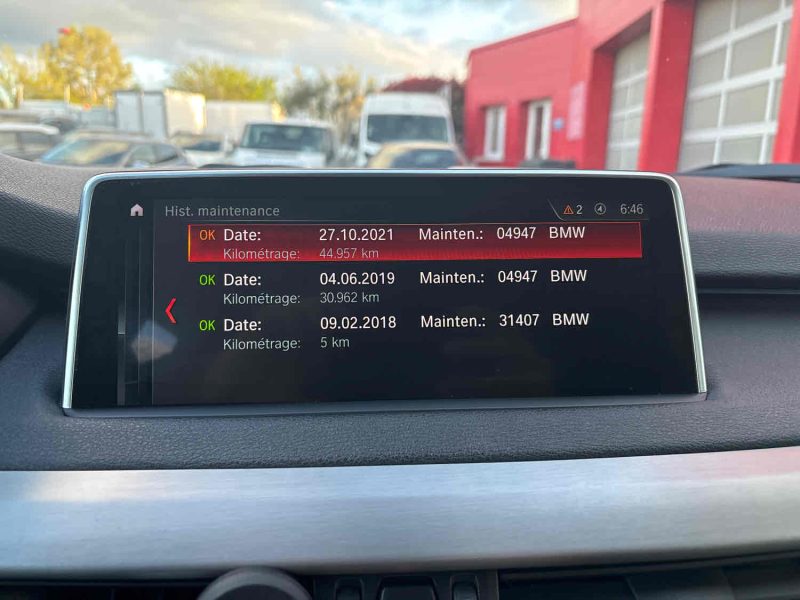 Hist. maintenance 2 6:46
OK Date: 27.10.2021 Mainten.: 04947 BMW
Kilométrage: 44.957 km
OK Date: 04.06.2019 Mainten.: 04947 BMW
Kilométrage: 30.962 km
OK Date: 09.02.2018 Mainten.: 31407 BMW
Kilométrage: 5 km